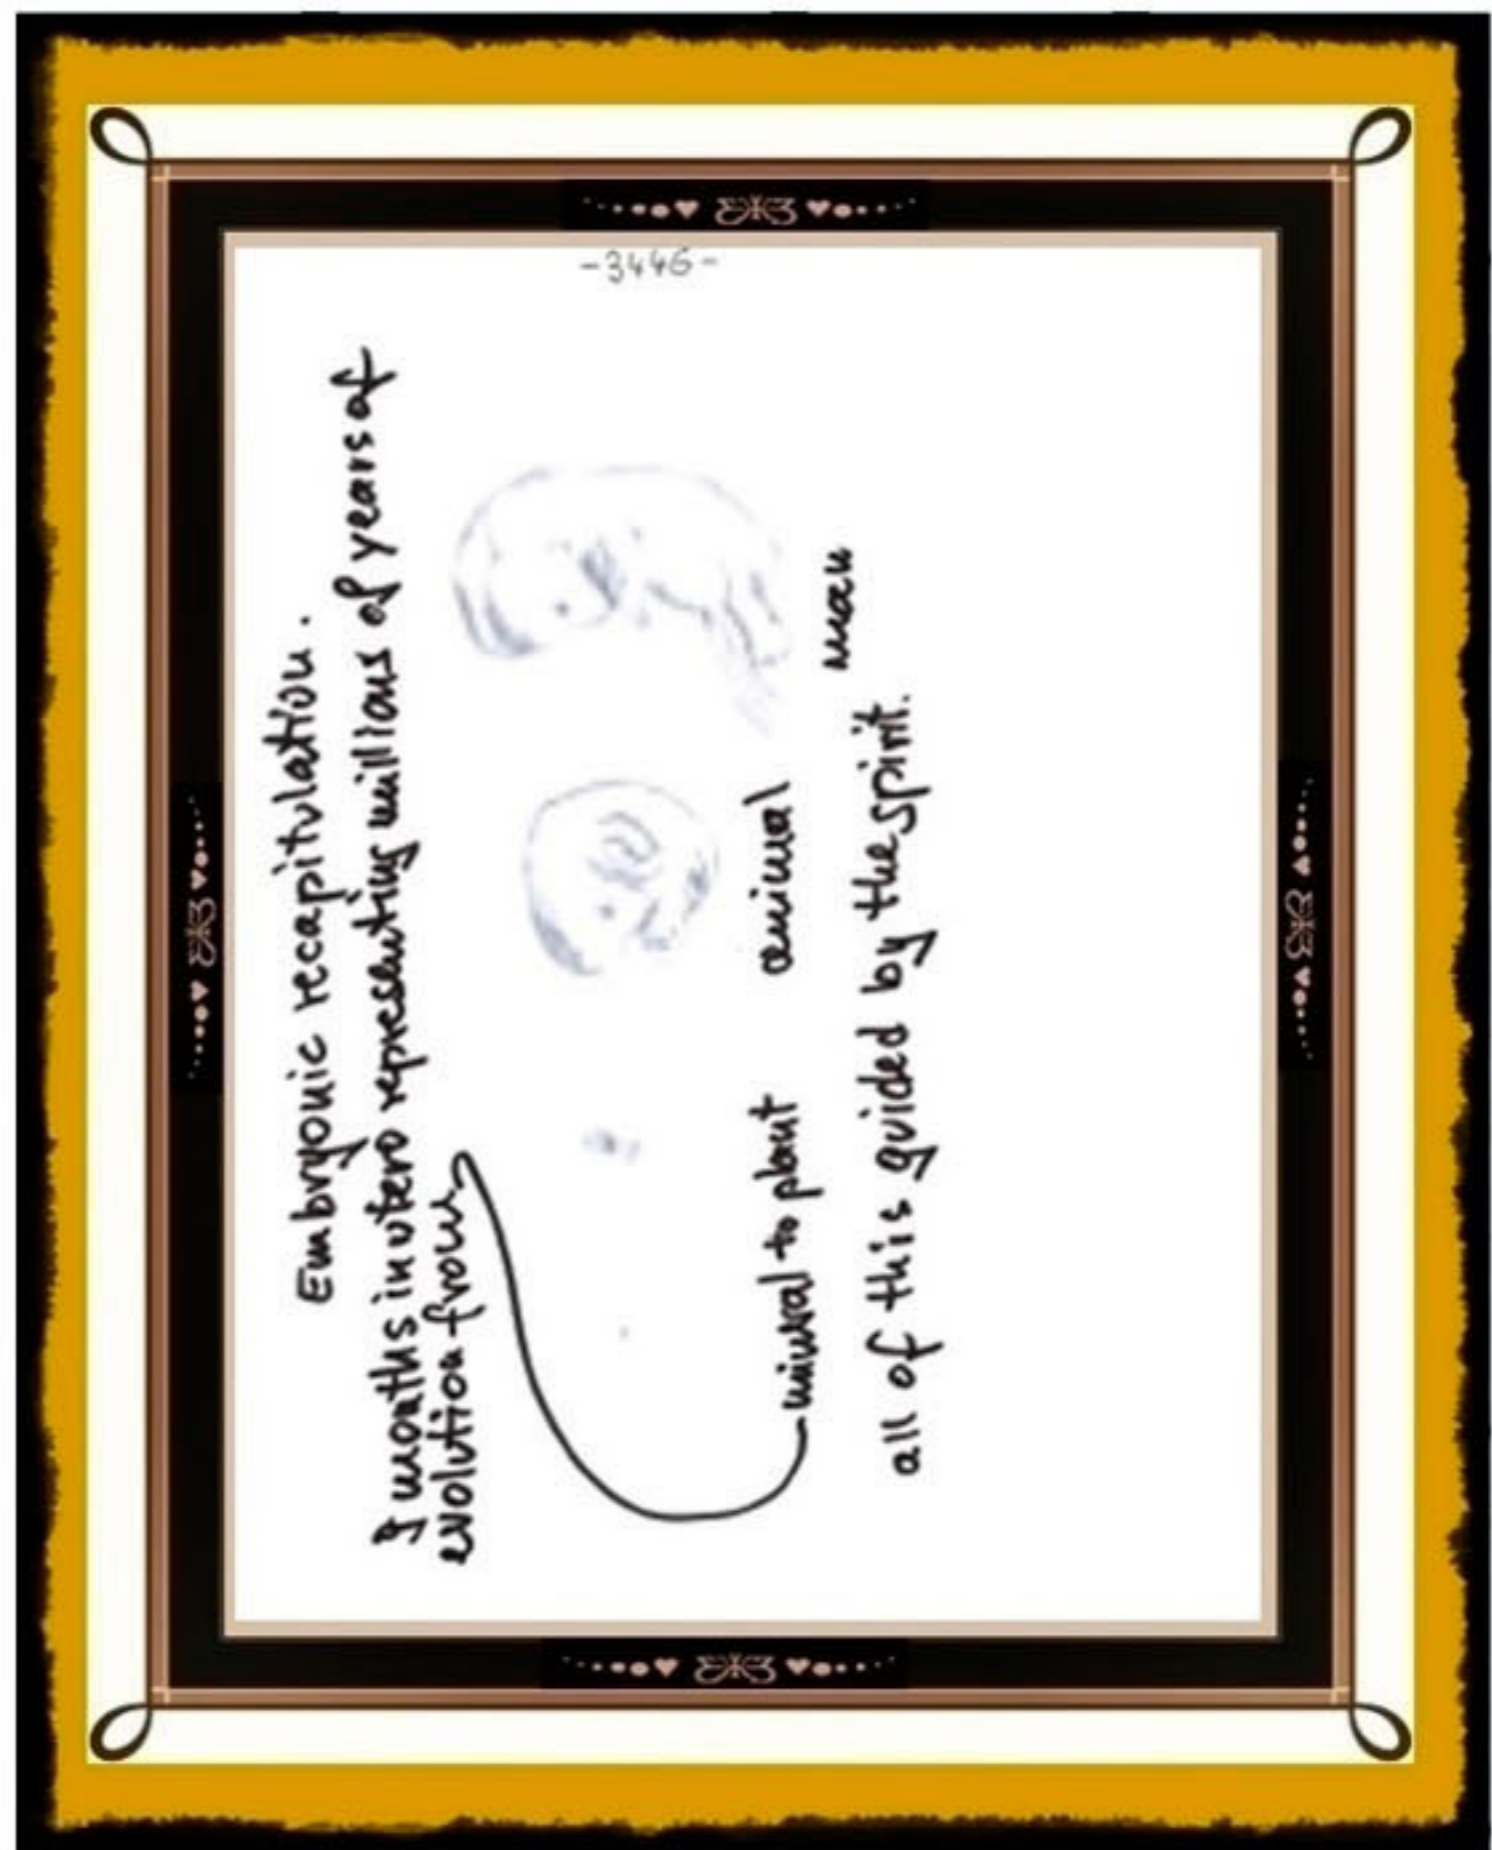 -3446-
Embryonic recapitulation.
9 months in utero representing millions of years of
evolution from
mineral to plant animal man
all of this guided by the spirit.